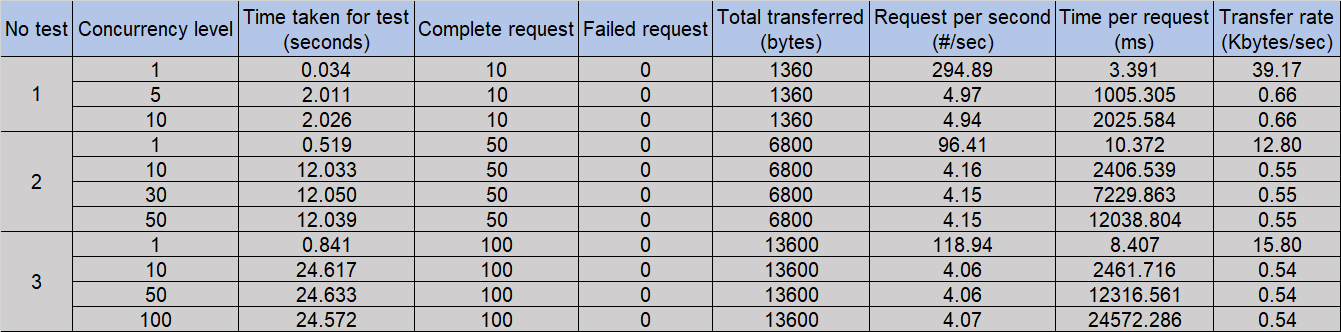 No test Concurrency level Time taken for test (seconds) Complete request Failed request Total transferred (bytes) Request per second (#/sec) Time per request (ms) Transfer rate (Kbytes/sec)
1 1 0.034 10 0 1360 294.89 3.391 39.17
5 2.011 10 0 1360 4.97 1005.305 0.66
10 2.026 10 0 1360 4.94 2025.584 0.66
2 1 0.519 50 0 6800 96.41 10.372 12.80
10 12.033 50 0 6800 4.16 2406.539 0.55
30 12.050 50 0 6800 4.15 7229.863 0.55
50 12.039 50 0 6800 4.15 12038.804 0.55
3 1 0.841 100 0 13600 118.94 8.407 15.80
10 24.617 100 0 13600 4.06 2461.716 0.54
50 24.633 100 0 13600 4.06 12316.561 0.54
100 24.572 100 0 13600 4.07 24572.286 0.54